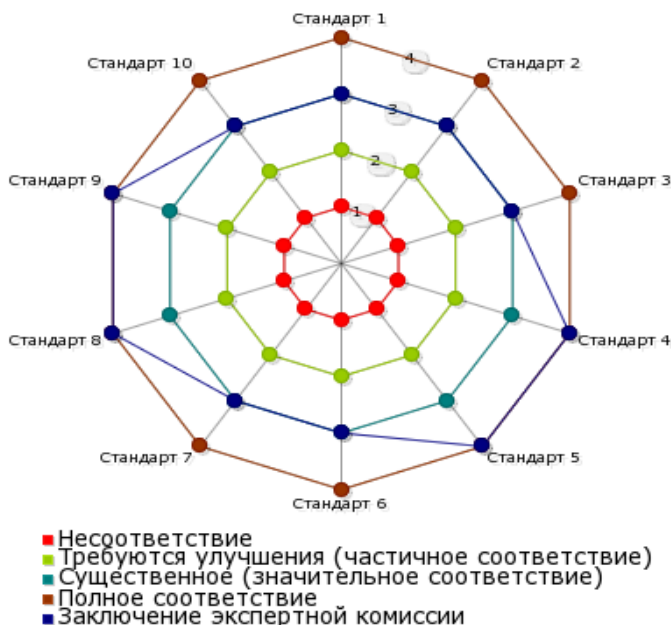 Стандарт 1
Стандарт 10
4
Стандарт 2
3
2
Стандарт 9
Стандарт 3
1
Стандарт 8
Стандарт 4
Стандарт 7
Стандарт 5
Стандарт 6
Несоответствие
Требуются улучшения (частичное соответствие)
Существенное (значительное соответствие)
Полное соответствие
Заключение экспертной комиссии